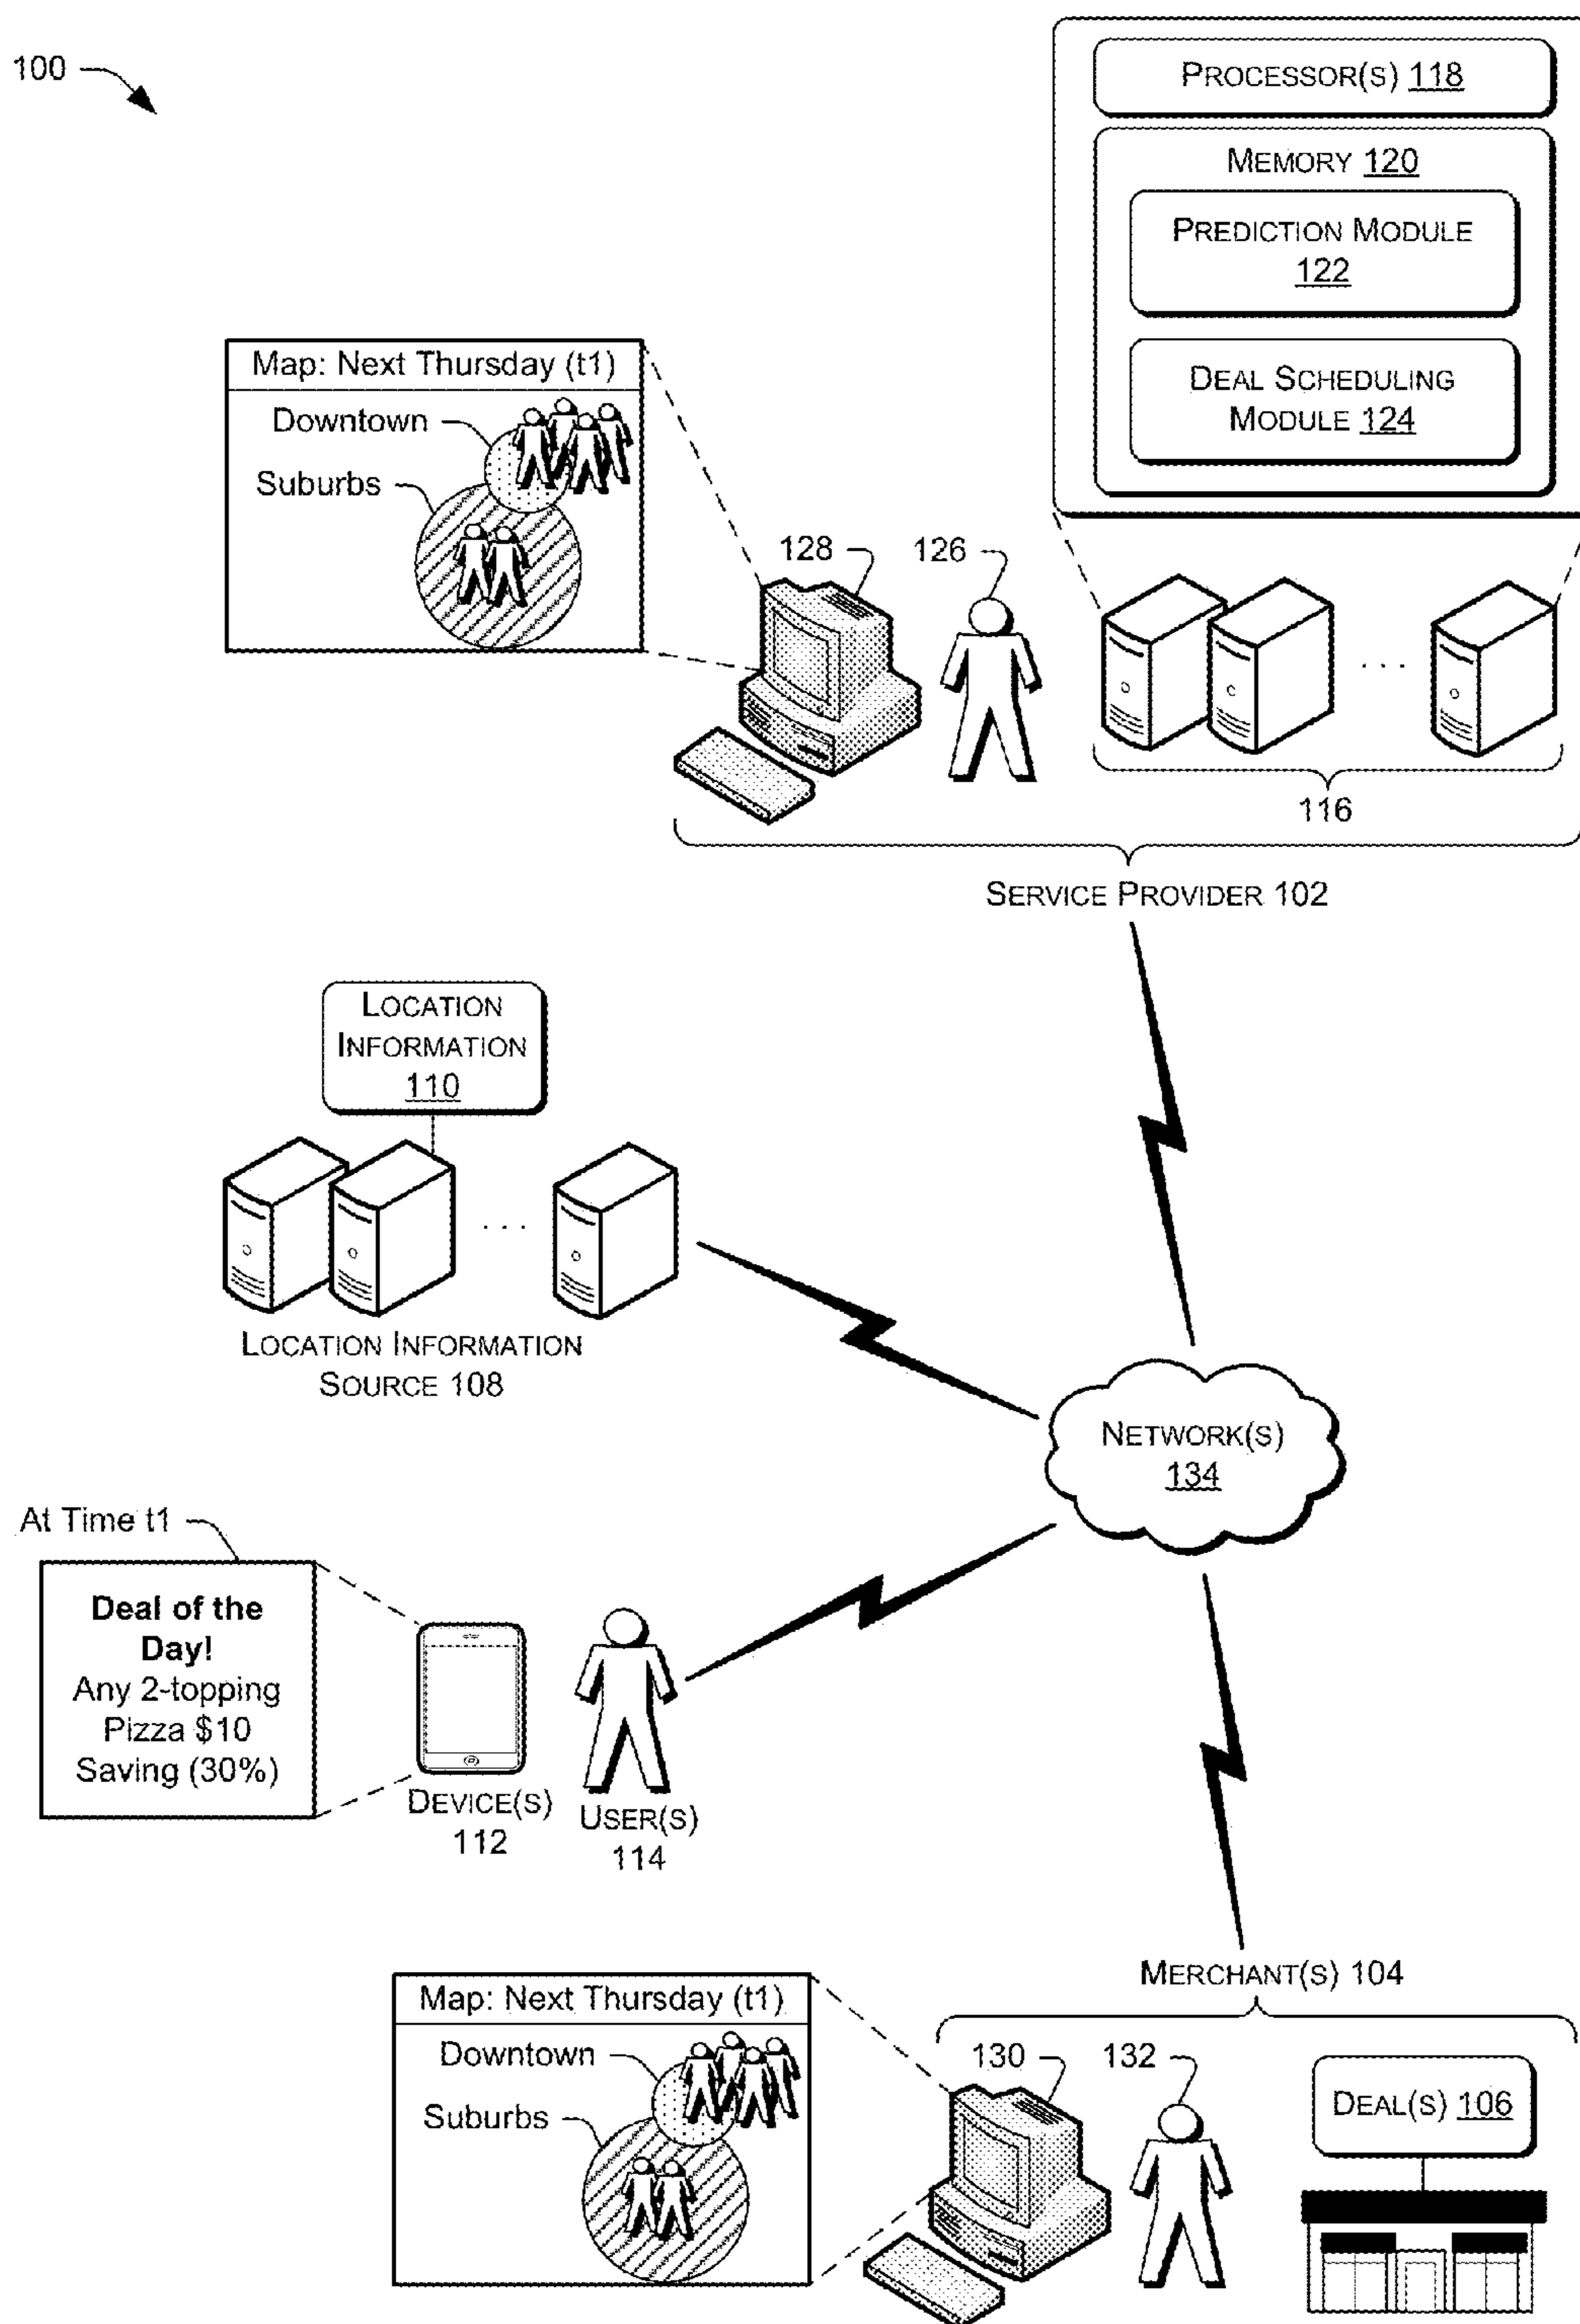 100
PROCESSOR(S) 118
MEMORY 120
PREDICTION MODULE
122
DEAL SCHEDULING
MODULE 124
Map: Next Thursday (t1)
Downtown
Suburbs
128
126
. . .
116
SERVICE PROVIDER 102
LOCATION
INFORMATION
110
. . .
LOCATION INFORMATION
SOURCE 108
NETWORK(S)
134
At Time t1
Deal of the
Day!
Any 2-topping
Pizza $10
Saving (30%)
DEVICE(S)
112
USER(S)
114
MERCHANT(S) 104
Map: Next Thursday (t1)
Downtown
Suburbs
130
132
DEAL(S) 106